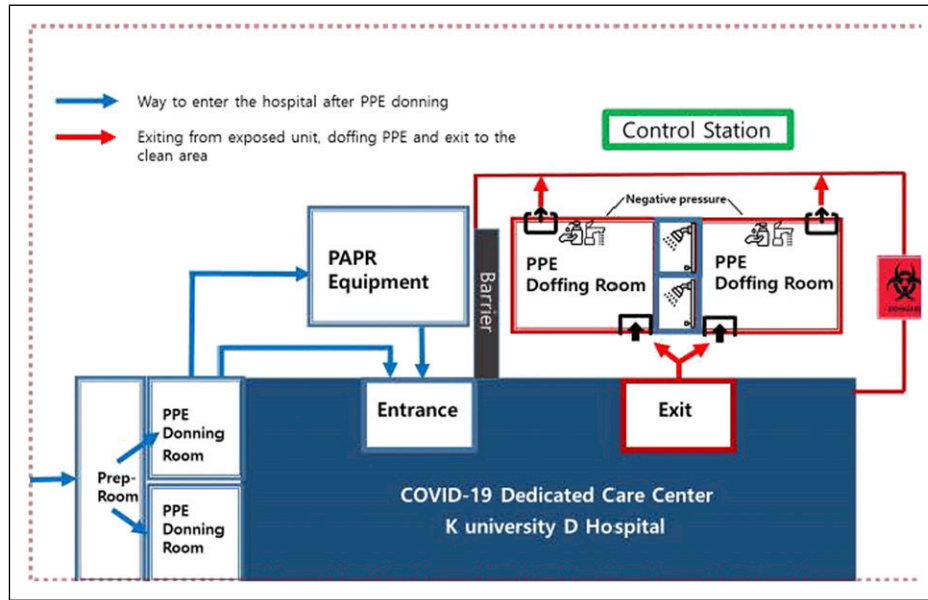 Way to enter the hospital after PPE donning
Exiting from exposed unit, doffing PPE and exit to the
clean area
Control Station
Negative pressure
PAPR
Equipment
Barrier
PPE
Doffing Room
PPE
Doffing Room
Entrance
Exit
Prep-
Room
PPE
Donning
Room
PPE
Donning
Room
COVID-19 Dedicated Care Center
K university D Hospital